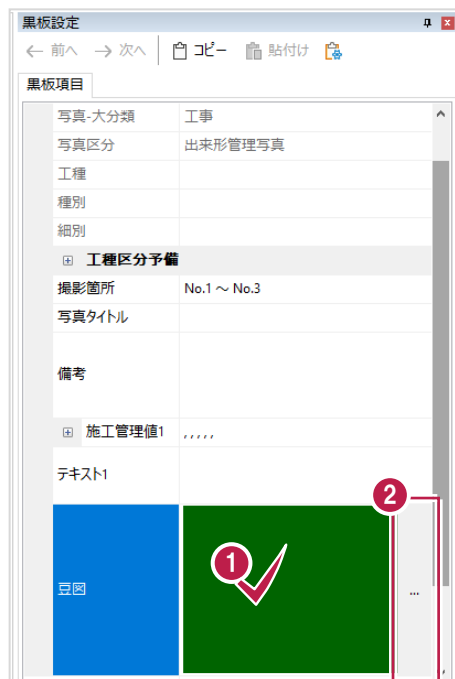 黒板設定
← 前へ → 次へ コピー 貼付け
黒板項目
写真-大分類 工事
写真区分 出来形管理写真
工種
種別
細別
工種区分予備
撮影箇所 No.1 ～ No.3
写真タイトル
備考
施工管理値1 , , , , ,
テキスト1
2
1
豆図 ...